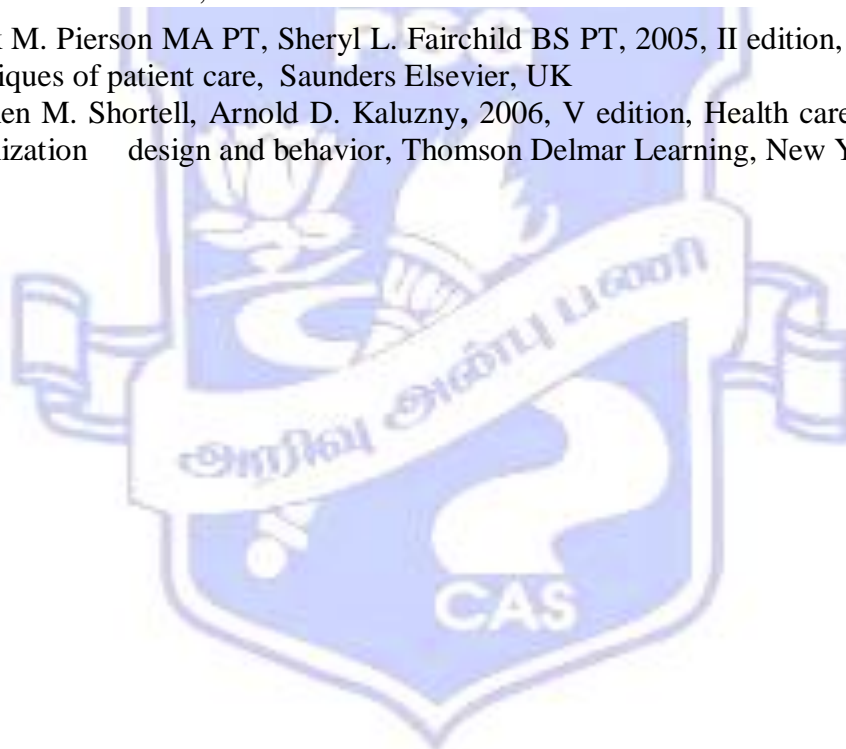 PSG
M. Pierson MA PT, Sheryl L. Fairchild BS PT, 2005, II edition,
iques of patient care, Saunders Elsevier, UK
en M. Shortell, Arnold D. Kaluzny, 2006, V edition, Health care
ization design and behavior, Thomson Delmar Learning, New Y
அறிவு அன்பு பணி
CAS